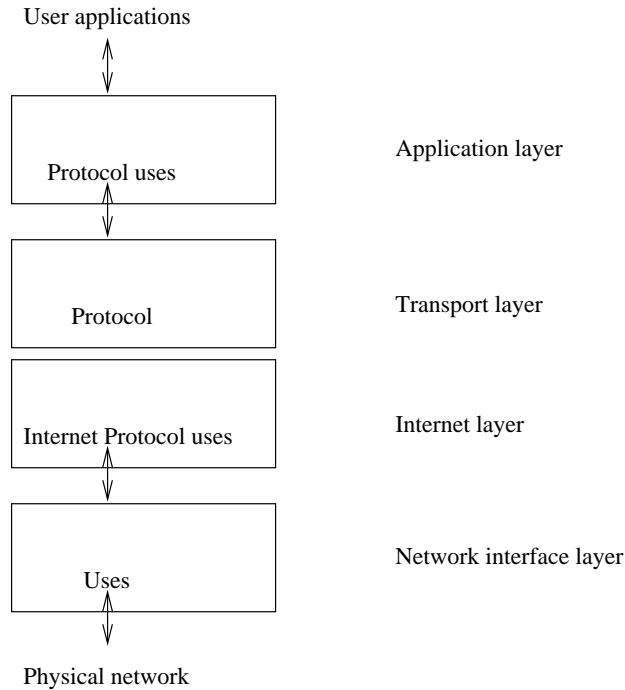 User applications
Protocol uses
Application layer
Protocol
Transport layer
Internet Protocol uses
Internet layer
Uses
Network interface layer
Physical network